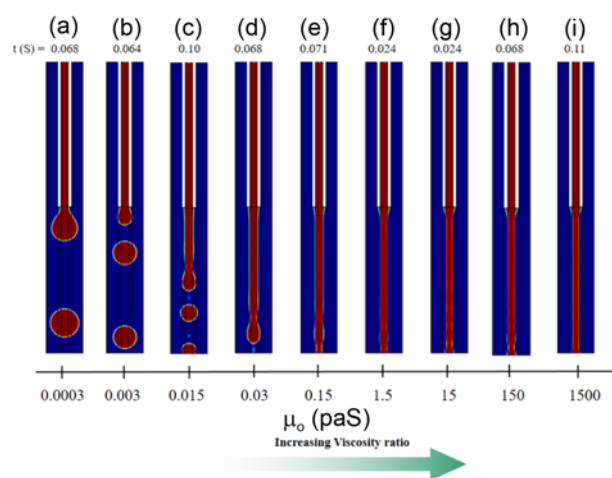 (a) (b) (c) (d) (e) (f) (g) (h) (i)
t (S) = 0.068 0.064 0.10 0.068 0.071 0.024 0.024 0.068 0.11
0.0003 0.003 0.015 0.03 0.15 1.5 15 150 1500
μo (paS)
Increasing Viscosity ratio